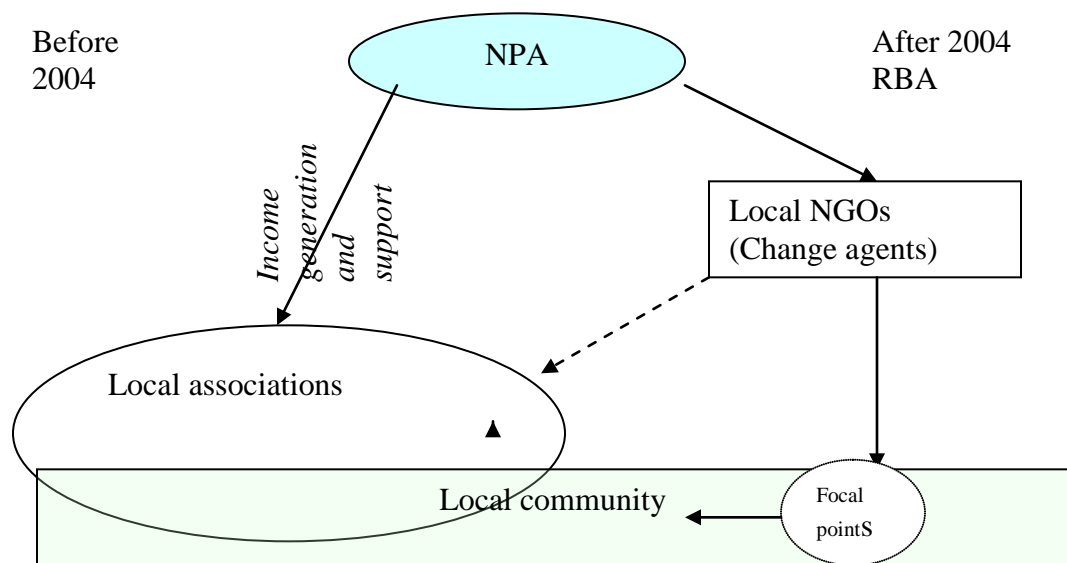 Before
2004
NPA
After 2004
RBA
Income
generation
and
support
Local NGOs
(Change agents)
Local associations
Local community
Focal
pointS